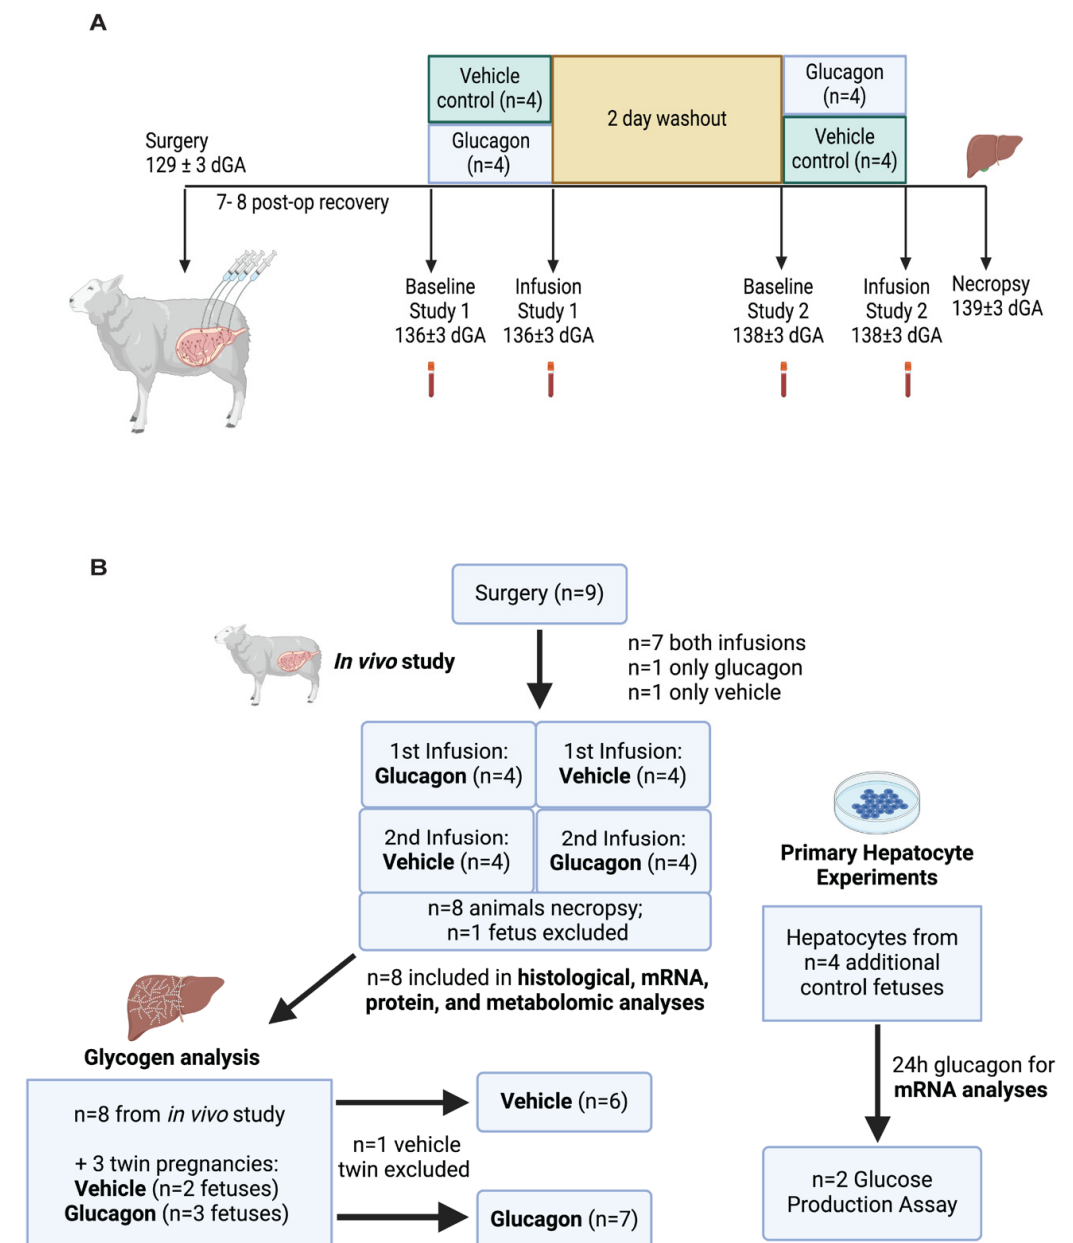 A
Vehicle
control (n=4)
Glucagon
(n=4)
2 day washout
Glucagon
(n=4)
Vehicle
control (n=4)
Surgery
129 ± 3 dGA
7- 8 post-op recovery
Baseline
Study 1
136±3 dGA
Infusion
Study 1
136±3 dGA
Baseline
Study 2
138±3 dGA
Infusion
Study 2
138±3 dGA
Necropsy
139±3 dGA
B
Surgery (n=9)
In vivo study
n=7 both infusions
n=1 only glucagon
n=1 only vehicle
1st Infusion:
Glucagon (n=4)
1st Infusion:
Vehicle (n=4)
2nd Infusion:
Vehicle (n=4)
2nd Infusion:
Glucagon (n=4)
n=8 animals necropsy;
n=1 fetus excluded
n=8 included in histological, mRNA,
protein, and metabolomic analyses
Glycogen analysis
n=8 from in vivo study
+ 3 twin pregnancies:
Vehicle (n=2 fetuses)
Glucagon (n=3 fetuses)
Vehicle (n=6)
n=1 vehicle
twin excluded
Glucagon (n=7)
Primary Hepatocyte
Experiments
Hepatocytes from
n=4 additional
control fetuses
24h glucagon for
mRNA analyses
n=2 Glucose
Production Assay